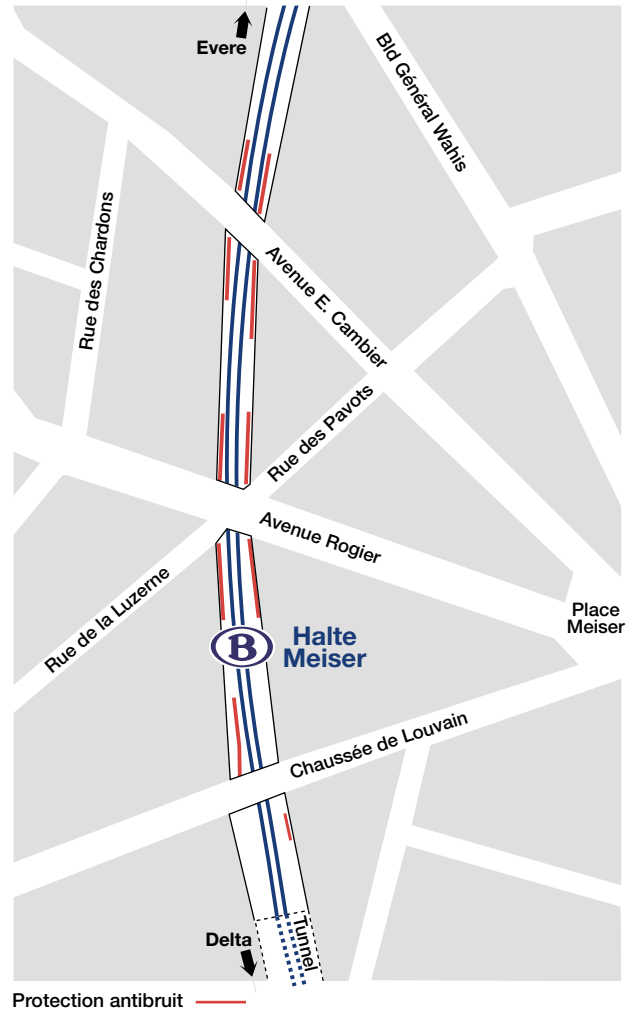 Evere
Bld Général Wahis
Rue des Chardons
Avenue E. Cambier
Rue des Pavots
Avenue Rogier
Rue de la Luzerne
Place
Meiser
B
Halte
Meiser
Chaussée de Louvain
Delta
Tunnel
Protection antibruit